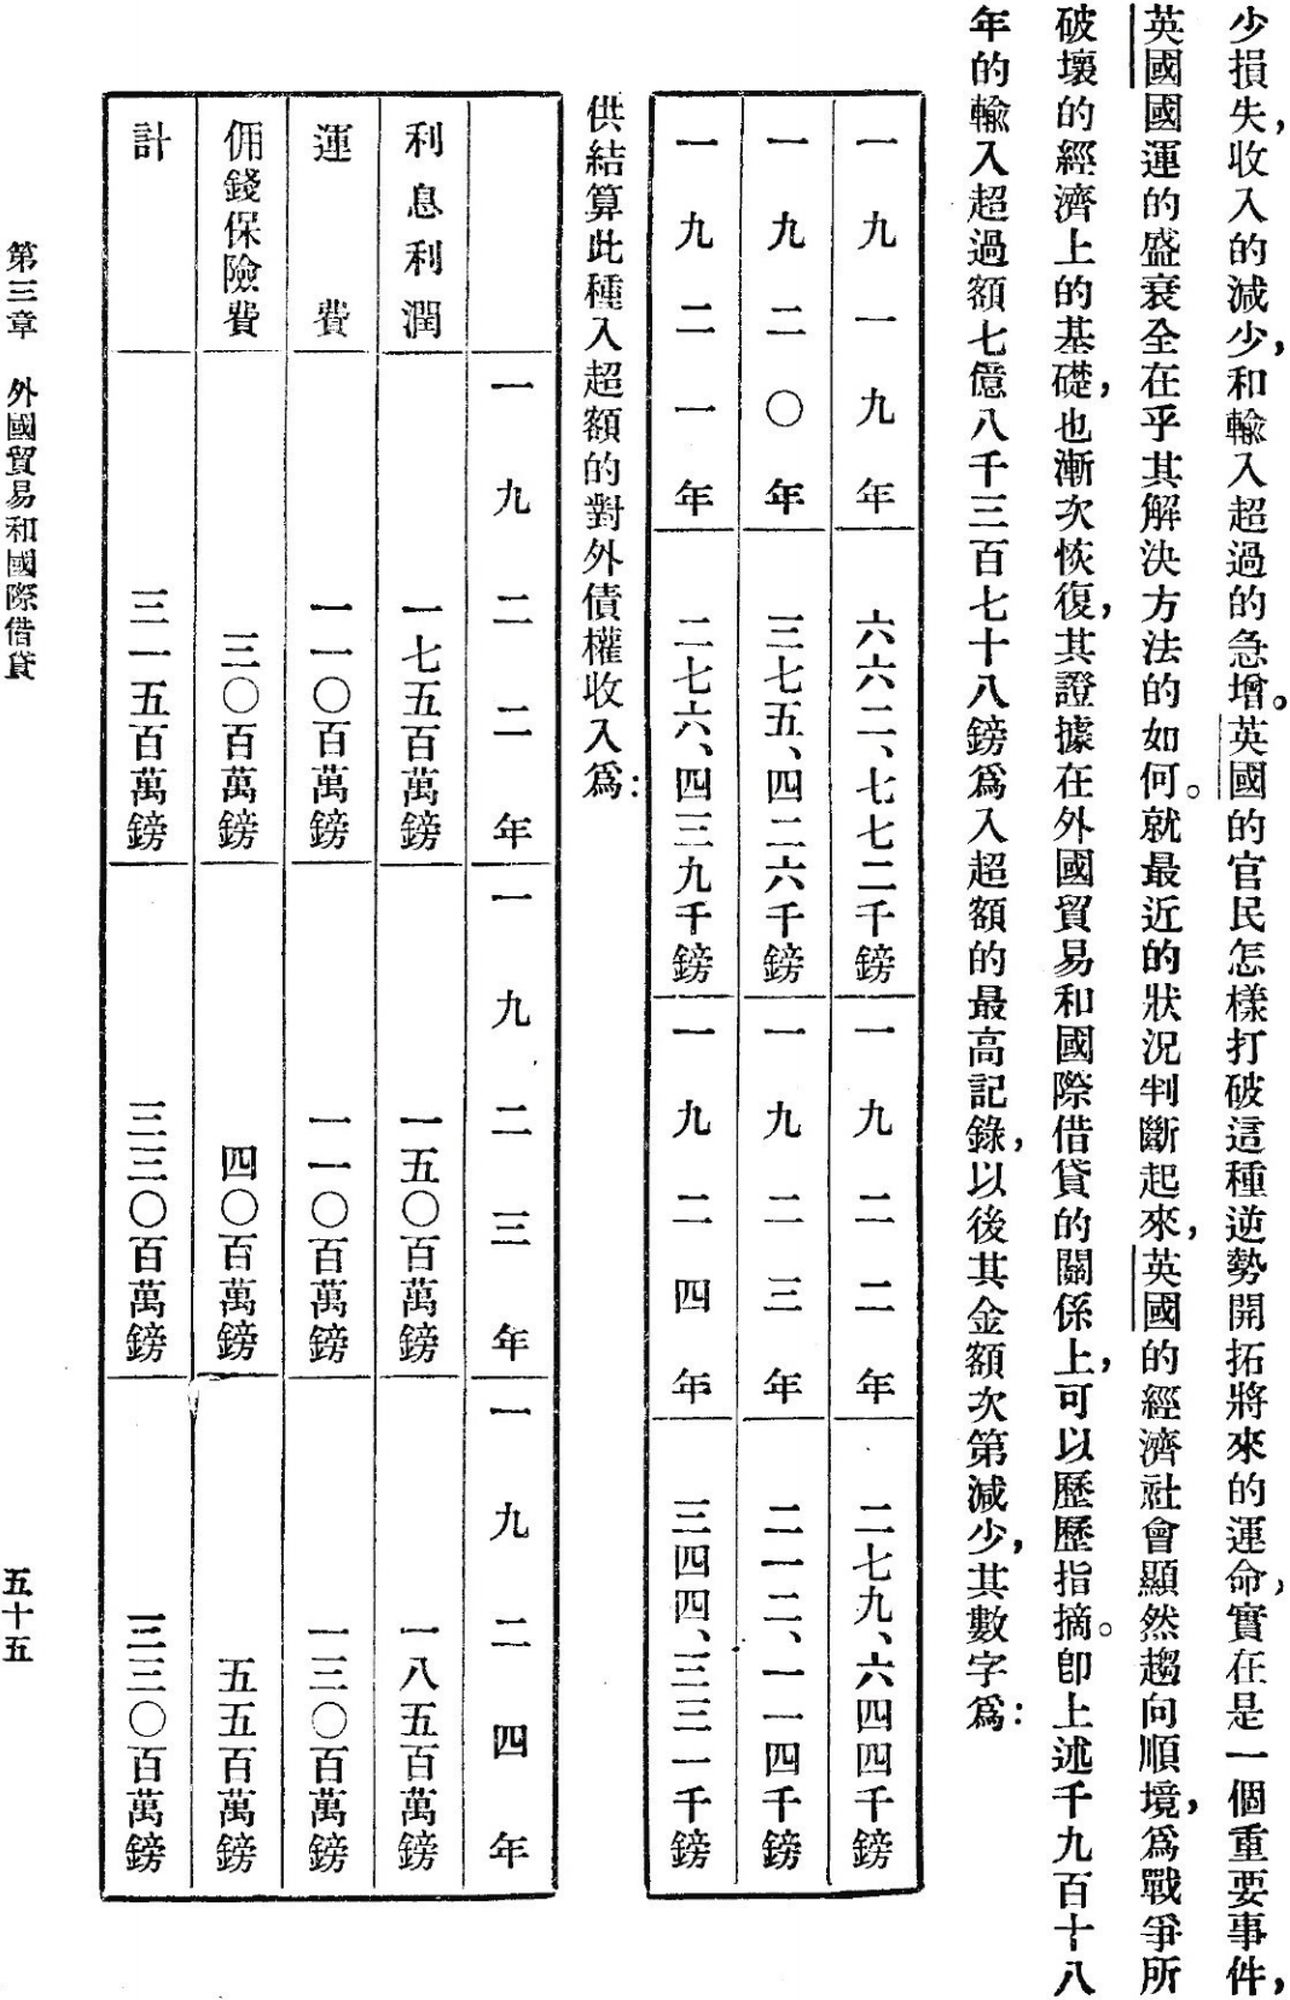 少損失，收入的減少，和輸入超過的急增。英國的官民怎樣打破這種逆勢開拓將來的運命，實在是一個重要事件，
英國國運的盛衰全在乎其解決方法的如何。就最近的狀況判斷起來，英國的經濟社會顯然趨向順境，爲戰爭所
破壞的經濟上的基礎，也漸次恢復，其證據在外國貿易和國際借貸的關係上，可以歷歷指摘。卽上述千九百十八
年的輸入超過額七億八千三百七十八鎊爲入超額的最高記錄，以後其金額次第減少，其數字爲：
一九一九年　六六二、七七二千鎊　一九二二年　二七九、六四四千鎊
一九二〇年　三七五、四二六千鎊　一九二三年　二一二、一一四千鎊
一九二一年　二七六、四三九千鎊　一九二四年　三四四、三三一千鎊
供結算此種入超額的對外債權收入爲：
一九二二年　一九二三年　一九二四年
利息利潤　一七五百萬鎊　一五〇百萬鎊　一八五百萬鎊
運費　一一〇百萬鎊　一一〇百萬鎊　一三〇百萬鎊
佣錢保險費　三〇百萬鎊　四〇百萬鎊　五五百萬鎊
計　三一五百萬鎊　三三〇百萬鎊　三三〇百萬鎊
第三章　外國貿易和國際借貸　五十五